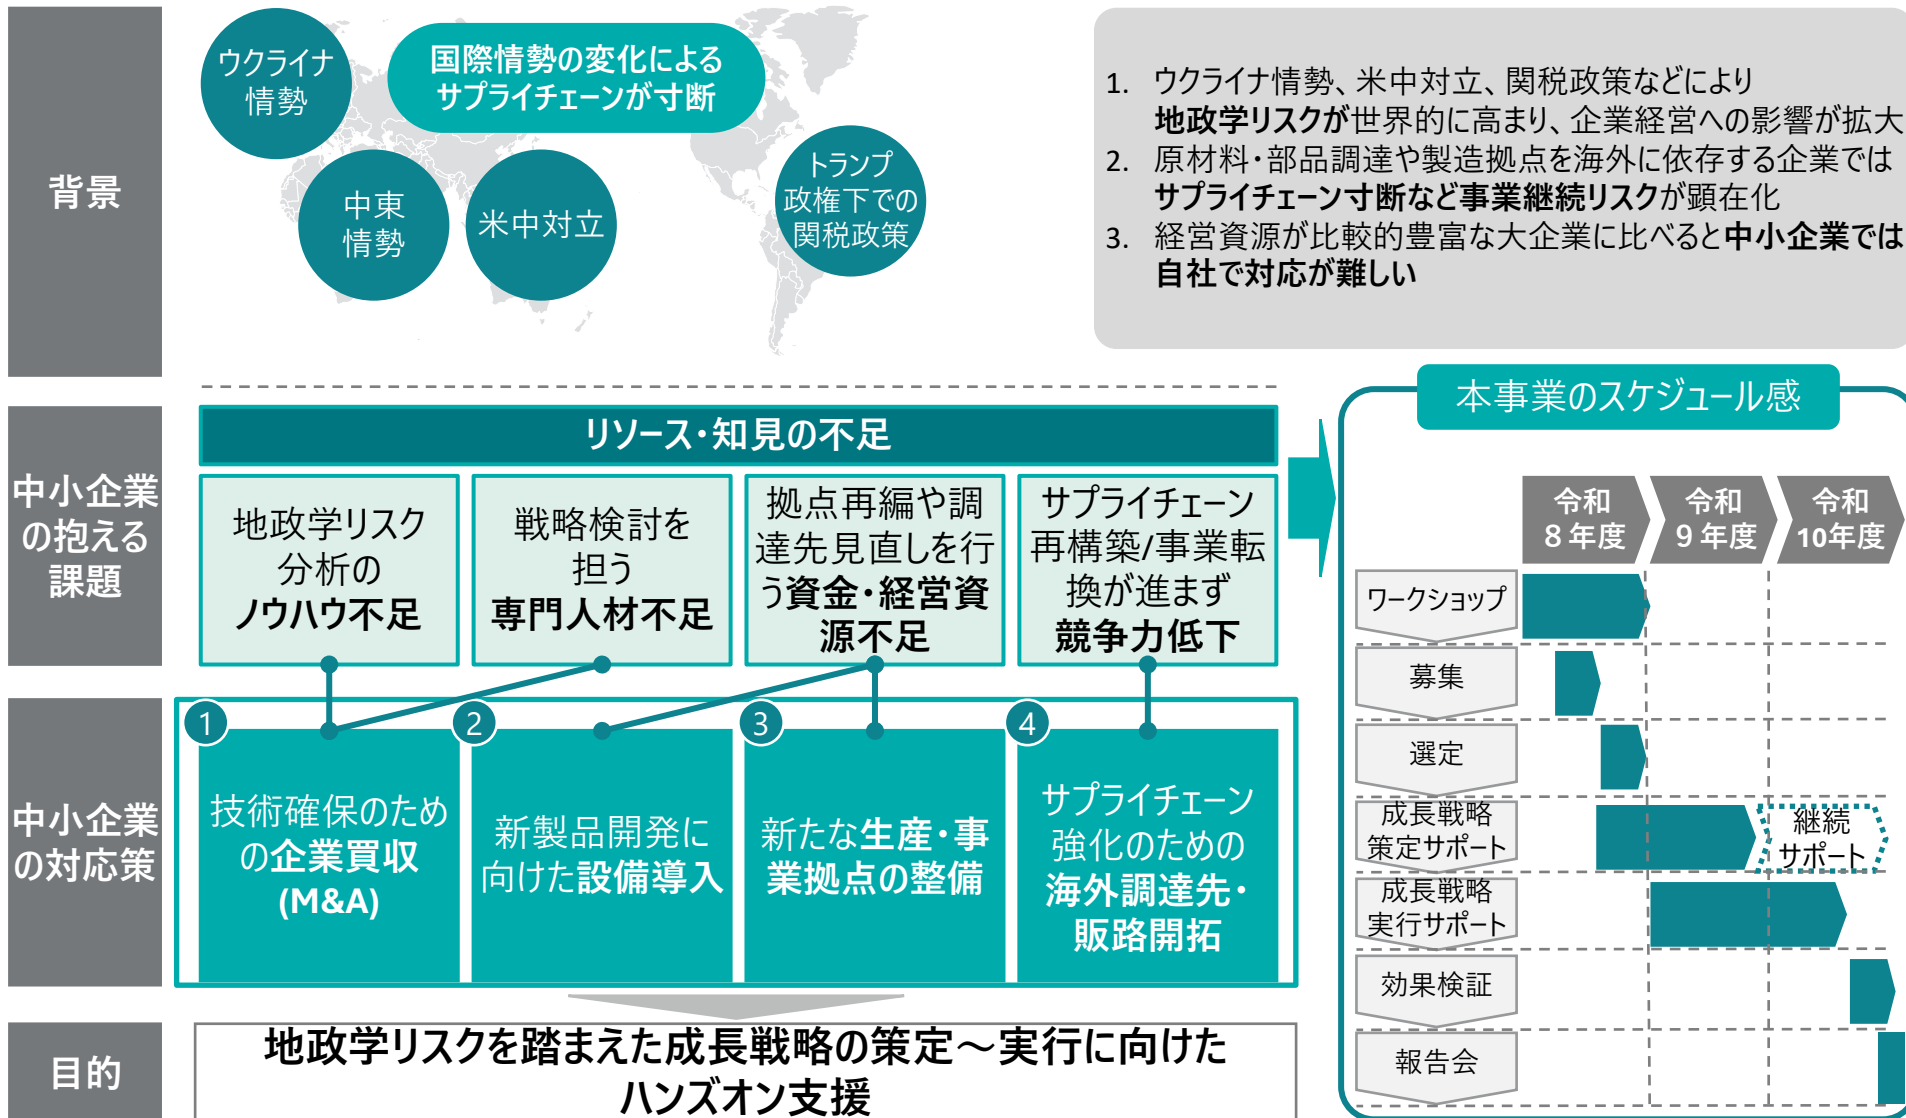 背景
ウクライナ
情勢
国際情勢の変化による
サプライチェーンが寸断
中東
情勢
米中対立
トランプ
政権下での
関税政策
1. ウクライナ情勢、米中対立、関税政策などにより
地政学リスクが世界的に高まり、企業経営への影響が拡大
2. 原材料・部品調達や製造拠点を海外に依存する企業では
サプライチェーン寸断など事業継続リスクが顕在化
3. 経営資源が比較的豊富な大企業に比べると中小企業では
自社で対応が難しい
中小企業
の抱える
課題
リソース・知見の不足
地政学リスク
分析の
ノウハウ不足
戦略検討を
担う
専門人材不足
拠点再編や調
達先見直しを行
う資金・経営資
源不足
サプライチェーン
再構築/事業転
換が進まず
競争力低下
中小企業
の対応策
1
技術確保のため
の企業買収
(M&A)
2
新製品開発に
向けた設備導入
3
新たな生産・事
業拠点の整備
4
サプライチェーン
強化のための
海外調達先・
販路開拓
目的
地政学リスクを踏まえた成長戦略の策定～実行に向けた
ハンズオン支援
本事業のスケジュール感
令和
８年度
令和
９年度
令和
10年度
ワークショップ
募集
選定
成長戦略
策定サポート
継続
サポート
成長戦略
実行サポート
効果検証
報告会